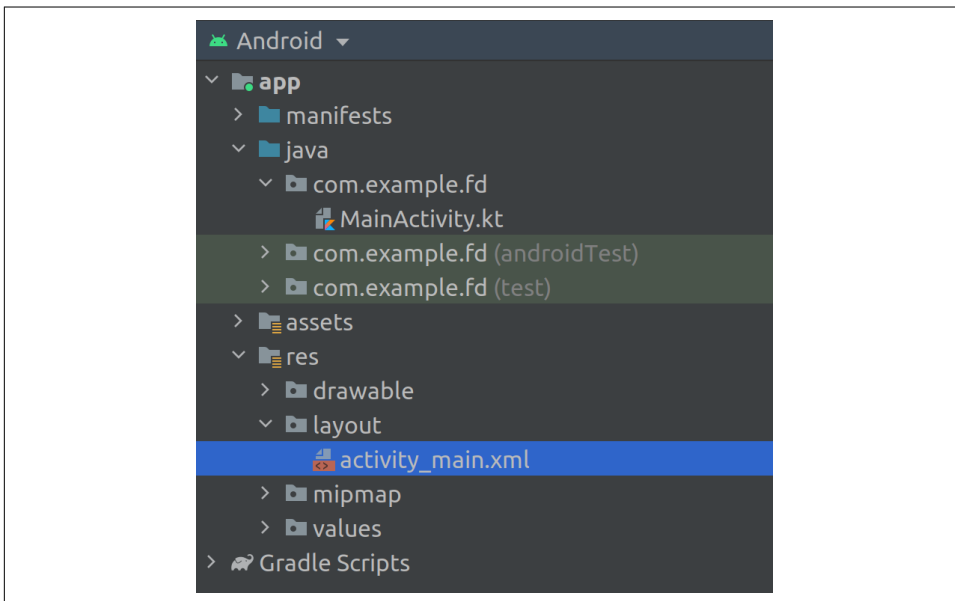 Android
app
manifests
java
com.example.fd
MainActivity.kt
com.example.fd (androidTest)
com.example.fd (test)
assets
res
drawable
layout
activity_main.xml
mipmap
values
Gradle Scripts